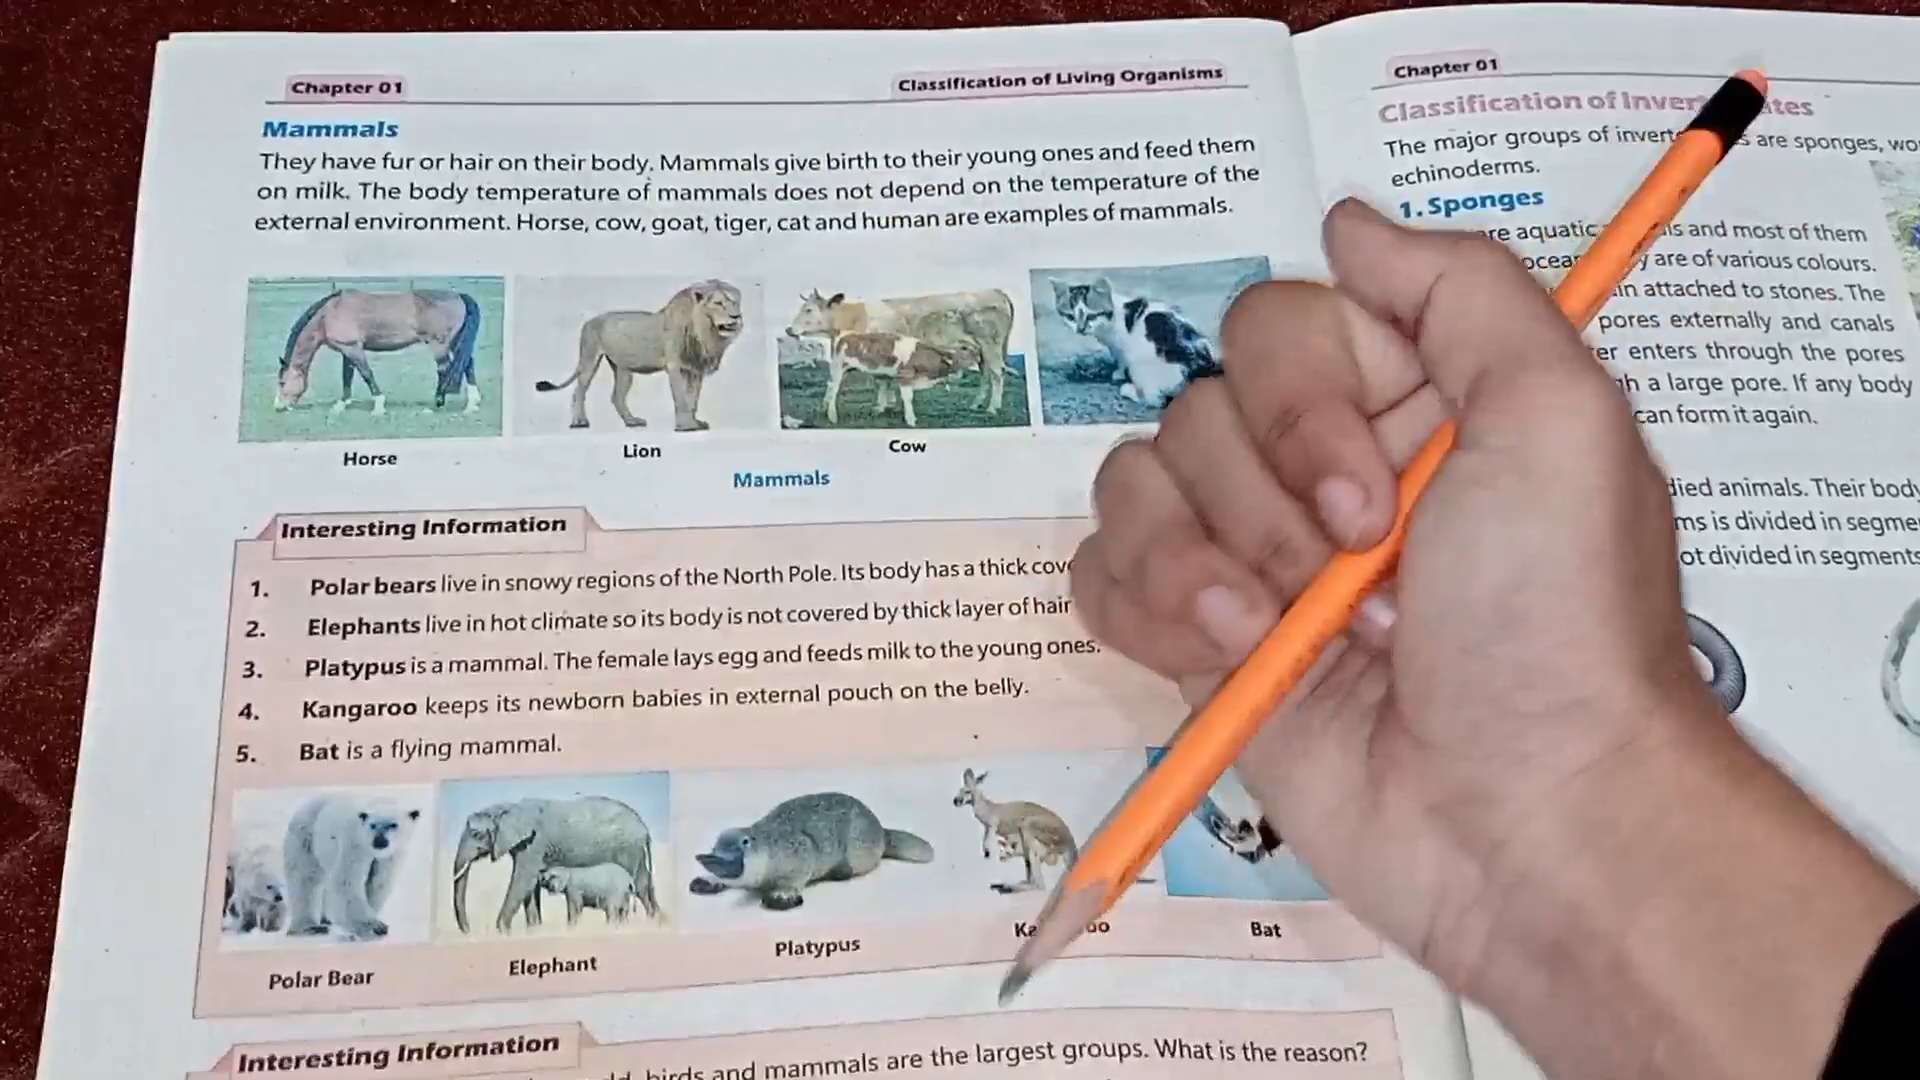 Chapter 01
Classification of Living Organisms
Mammals
They have fur or hair on their body. Mammals give birth to their young ones and feed them
on milk. The body temperature of mammals does not depend on the temperature of the
external environment. Horse, cow, goat, tiger, cat and human are examples of mammals.
Horse
Lion
Cow
Mammals
Interesting Information
1. Polar bears live in snowy regions of the North Pole. Its body has a thick
2. Elephants live in hot climate so its body is not covered by thick layer of hair
3. Platypus is a mammal. The female lays egg and feeds milk to the young ones.
4. Kangaroo keeps its newborn babies in external pouch on the belly.
5. Bat is a flying mammal.
Polar Bear
Elephant
Platypus
Bat
Interesting Information
birds and mammals are the largest groups. What is the reason?
Chapter 01
Classification of
The major groups of are sponges,
echinoderms.
1. Sponges
are aquatic and most of them
are of various colours.
attached to stones. The
pores externally and canals
enters through the pores
a large pore. If any body
can form it again.
animals. Their body
is divided in
divided in segments